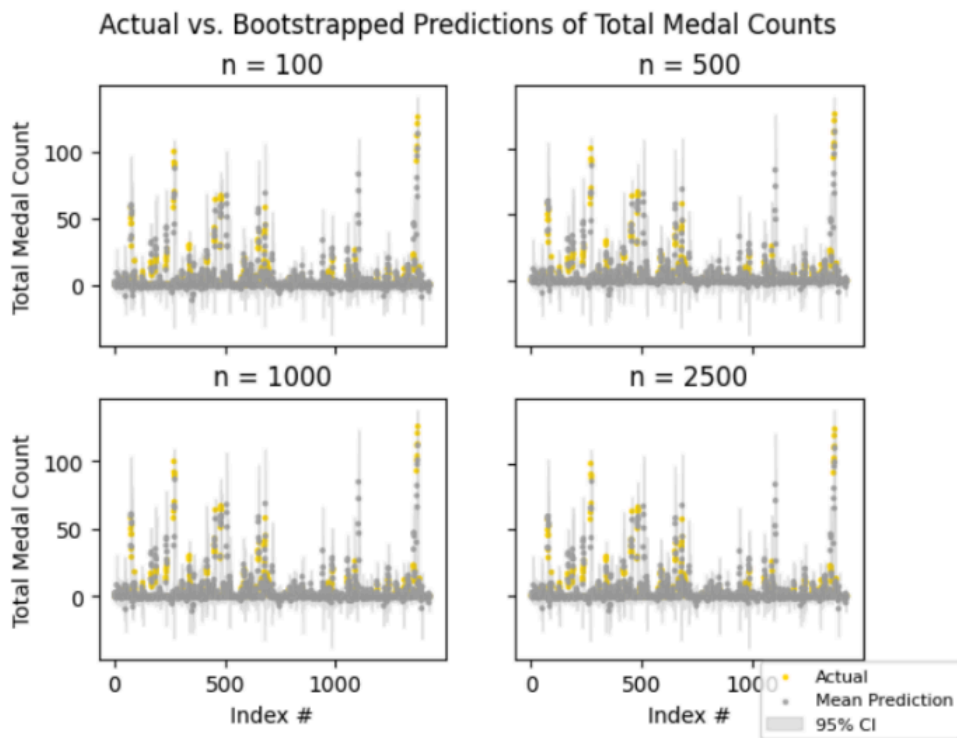 Actual vs. Bootstrapped Predictions of Total Medal Counts
n = 100
n = 500
Total Medal Count
100
50
0
n = 1000
n = 2500
Total Medal Count
100
50
0
0
500
1000
0
500
1000
Index #
Index #
Actual
Mean Prediction
95% CI